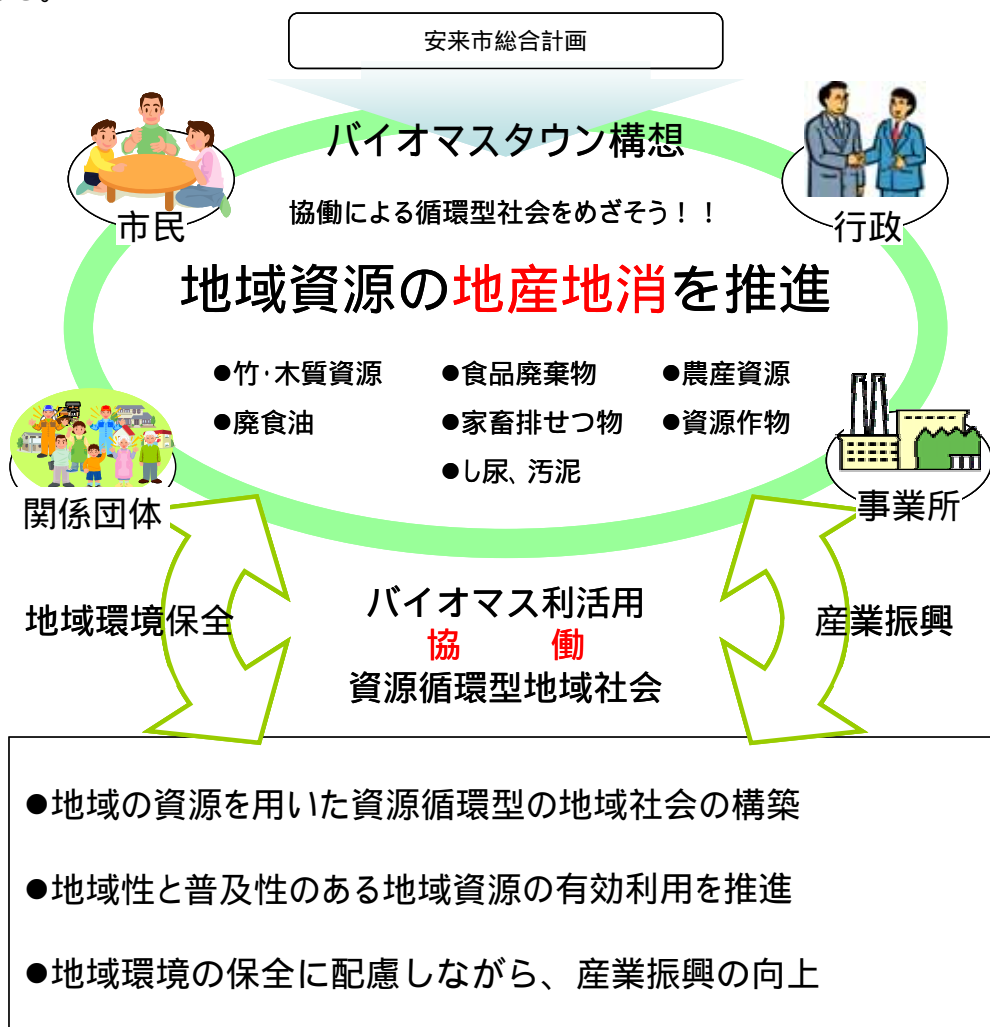 安来市総合計画
バイオマスタウン構想
市民
行政
協働による循環型社会をめざそう！！
地域資源の地産地消を推進
●竹・木質資源 ●食品廃棄物 ●農産資源
●廃食油 ●家畜排せつ物 ●資源作物
●し尿、汚泥
関係団体
事業所
地域環境保全
バイオマス利活用
協 働
資源循環型地域社会
産業振興
●地域の資源を用いた資源循環型の地域社会の構築
●地域性と普及性のある地域資源の有効利用を推進
●地域環境の保全に配慮しながら、産業振興の向上